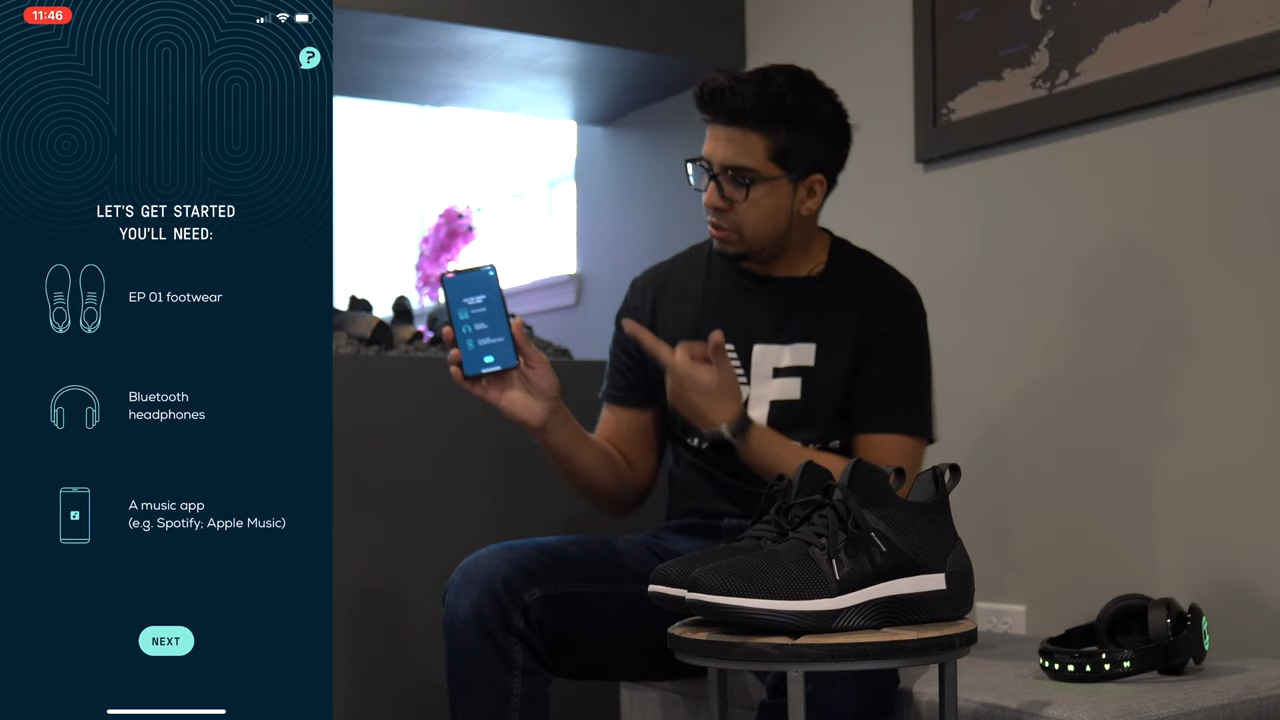 11:46
?
LET'S GET STARTED
YOU'LL NEED:
EP 01 footwear
Bluetooth
headphones
A music app
(e.g. Spotify; Apple Music)
NEXT
F